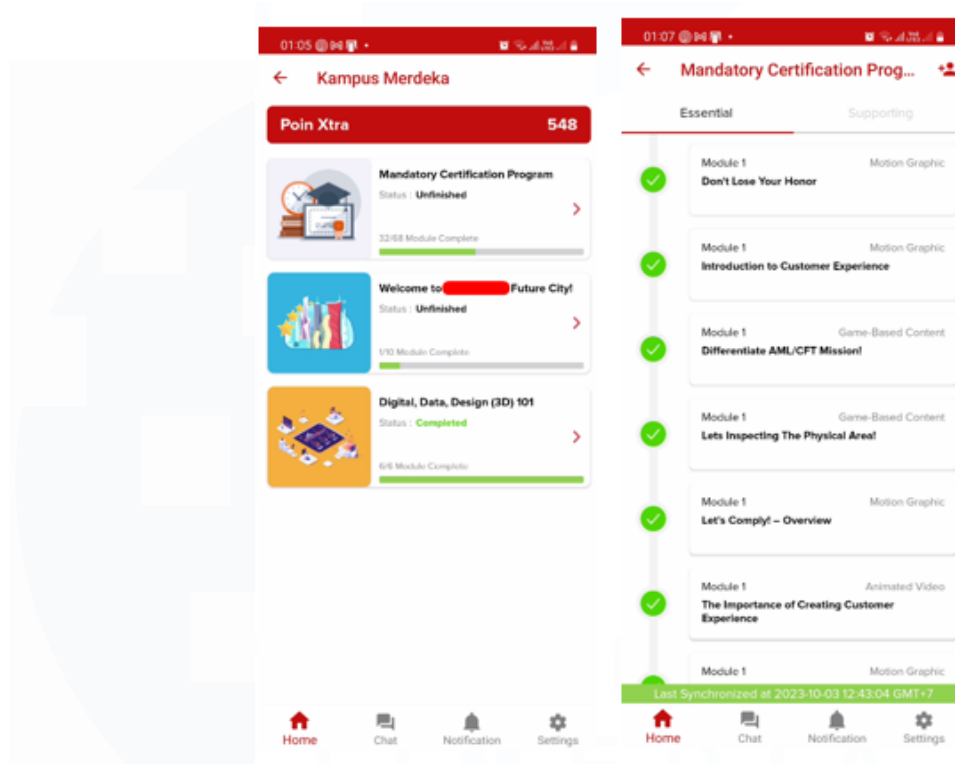 01:05
Kampus Merdeka
Poin Xtra 548
Mandatory Certification Program
Status : Unfinished
32/68 Module Complete
Welcome to Future City!
Status : Unfinished
1/10 Module Complete
Digital, Data, Design (3D) 101
Status : Completed
6/6 Module Complete
Home Chat Notification Settings
01:07
Mandatory Certification Prog...
Essential Supporting
Module 1 Motion Graphic
Don't Lose Your Honor
Module 1 Motion Graphic
Introduction to Customer Experience
Module 1 Game-Based Content
Differentiate AML/CFT Mission!
Module 1 Game-Based Content
Lets Inspecting The Physical Area!
Module 1 Motion Graphic
Let's Comply! – Overview
Module 1 Animated Video
The Importance of Creating Customer
Experience
Module 1 Motion Graphic
Last Synchronized at 2023-10-03 12:43:04 GMT+7
Home Chat Notification Settings